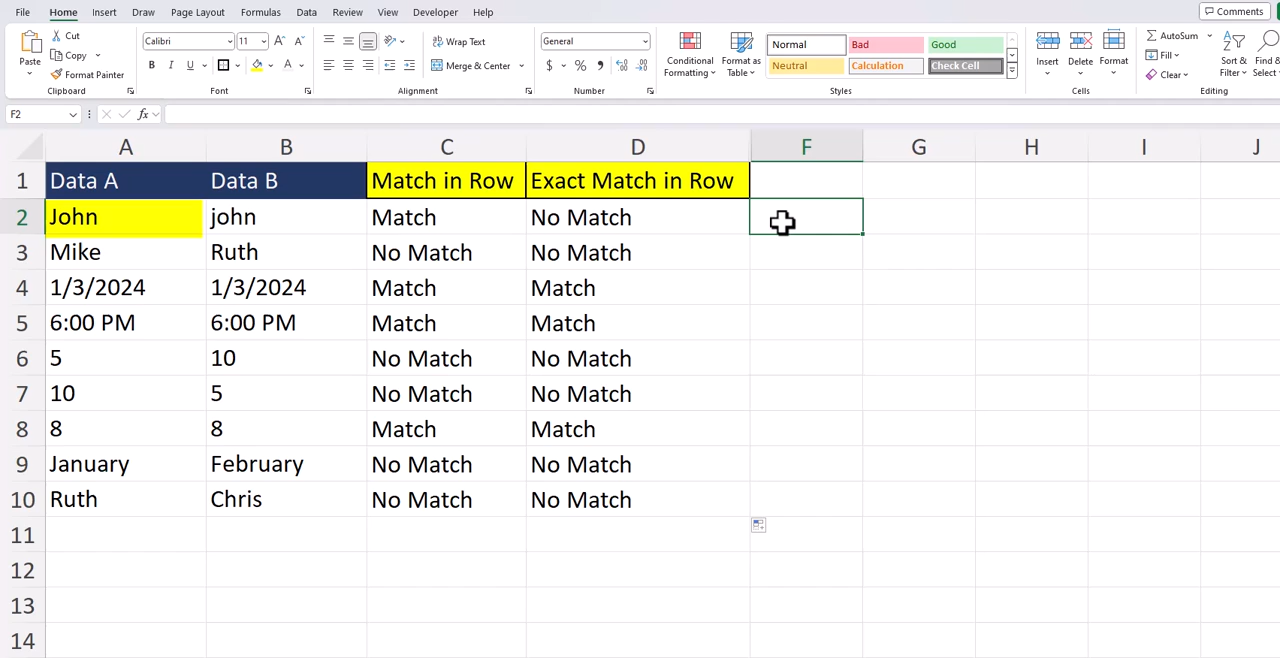 File Home Insert Draw Page Layout Formulas Data Review View Developer Help Comments
Paste Cut Copy Format Painter Clipboard
Calibri 11 A A B I U A Font
Wrap Text Merge & Center Alignment
General $ % , Number
Conditional Formatting Format as Table
Normal Bad Good
Neutral Calculation Check Cell
Styles
Insert Delete Format Cells
AutoSum Fill Clear Sort & Filter Find & Select Editing
F2 fx
A B C D F G H I J
1 Data A Data B Match in Row Exact Match in Row
2 John john Match No Match
3 Mike Ruth No Match No Match
4 1/3/2024 1/3/2024 Match Match
5 6:00 PM 6:00 PM Match Match
6 5 10 No Match No Match
7 10 5 No Match No Match
8 8 8 Match Match
9 January February No Match No Match
10 Ruth Chris No Match No Match
11
12
13
14